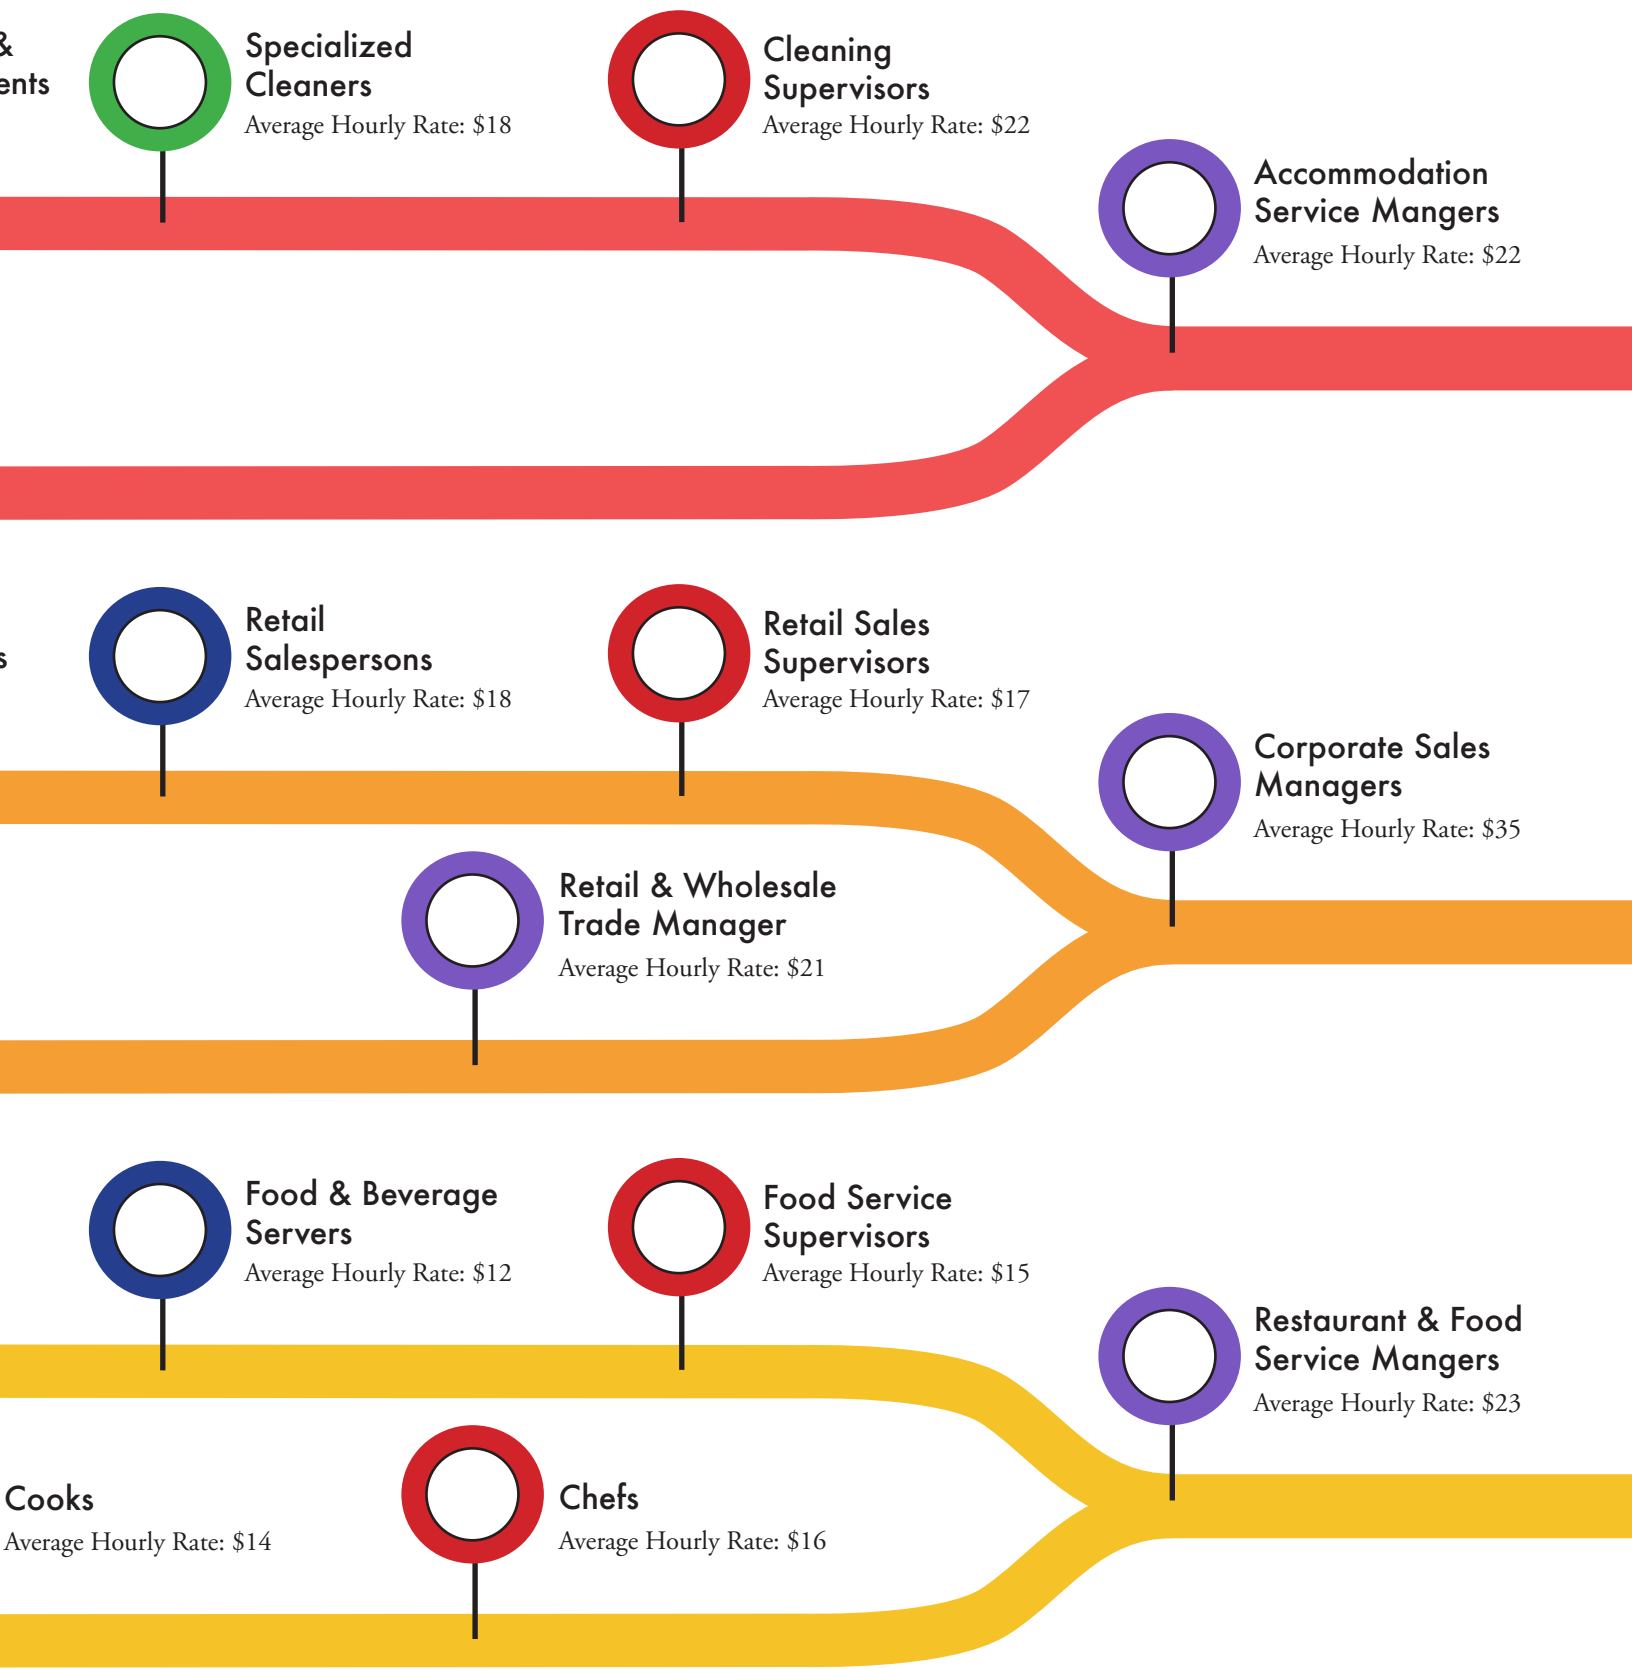 &
ents
Specialized
Cleaners
Average Hourly Rate: $18
Cleaning
Supervisors
Average Hourly Rate: $22
Accommodation
Service Mangers
Average Hourly Rate: $22
s
Retail
Salespersons
Average Hourly Rate: $18
Retail Sales
Supervisors
Average Hourly Rate: $17
Corporate Sales
Managers
Average Hourly Rate: $35
Retail & Wholesale
Trade Manager
Average Hourly Rate: $21
Food & Beverage
Servers
Average Hourly Rate: $12
Food Service
Supervisors
Average Hourly Rate: $15
Restaurant & Food
Service Mangers
Average Hourly Rate: $23
Cooks
Average Hourly Rate: $14
Chefs
Average Hourly Rate: $16